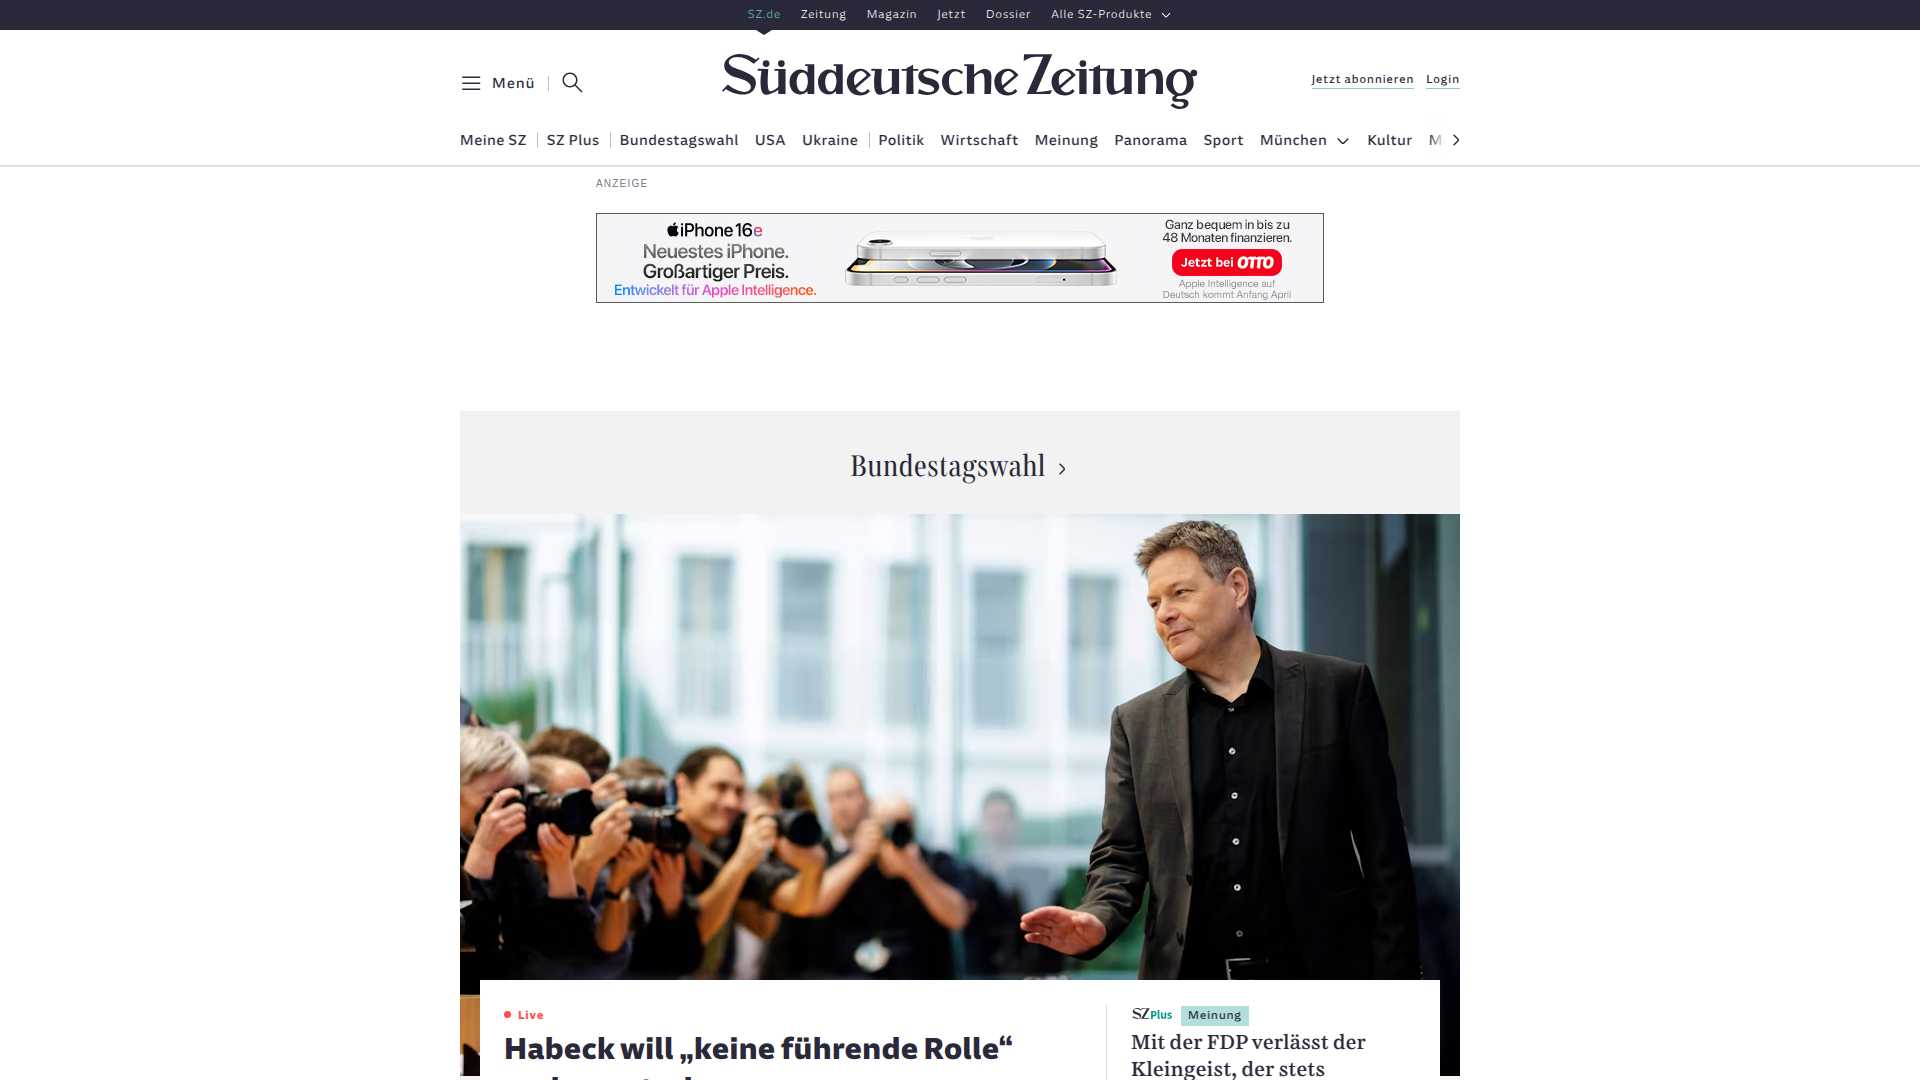 SZ.de Zeitung Magazin Jetzt Dossier Alle SZ-Produkte
Menü
Süddeutsche Zeitung
Jetzt abonnieren Login
Meine SZ SZ Plus Bundestagswahl USA Ukraine Politik Wirtschaft Meinung Panorama Sport München Kultur M
ANZEIGE
iPhone 16e
Neuestes iPhone.
Großartiger Preis.
Entwickelt für Apple Intelligence.
Ganz bequem in bis zu
48 Monaten finanzieren.
Jetzt bei OTTO
Apple Intelligence auf
Deutsch kommt Anfang April
Bundestagswahl
Live
Habeck will „keine führende Rolle“
SZ Plus Meinung
Mit der FDP verlässt der
Kleingeist, der stets